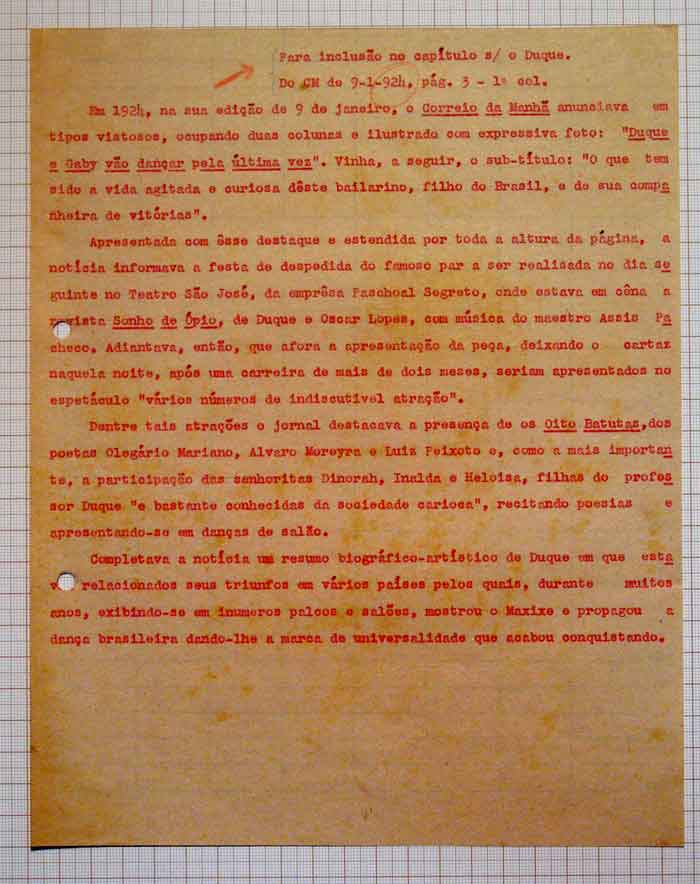 Para inclusão no capítulo s/ o Duque.
Do CM de 9-1-924, pág. 3 - 1ª col.
Em 1924, na sua edição de 9 de janeiro, o Correio da Manhã anunciava em
tipos vistosos, ocupando duas colunas e ilustrado com expressiva foto: "Duque
e Gaby vão dançar pela última vez". Vinha, a seguir, o sub-título: "O que tem
sido a vida agitada e curiosa dêste bailarino, filho do Brasil, e de sua compa
nheira de vitórias".
Apresentada com êsse destaque e estendida por toda a altura da página, a
notícia informava a festa de despedida do famoso par a ser realisada no dia se
guinte no Teatro São José, da emprêsa Paschoal Segreto, onde estava em cêna a
revista Sonho de Ópio, de Duque e Oscar Lopes, com música do maestro Assis Pa
checo. Adiantava, então, que afora a apresentação da peça, deixando o cartaz
naquela noite, após uma carreira de mais de dois meses, seriam apresentados no
espetáculo "vários números de indiscutivel atração".
Dentre tais atrações o jornal destacava a presença de os Oito Batutas,dos
poetas Olegário Mariano, Alvaro Moreyra e Luiz Peixoto e, como a mais importan
te, a participação das senhoritas Dinorah, Inalda e Heloisa, filhas do profes
sor Duque "e bastante conhecidas da sociedade carioca", recitando poesias e
apresentando-se em danças de salão.
Completava a notícia um resumo biográfico-artístico de Duque em que esta
v relacionados seus triunfos em vários países pelos quais, durante muitos
anos, exibindo-se em inumeros palcos e salões, mostrou o Maxixe e propagou a
dança brasileira dando-lhe a marca de universalidade que acabou conquistando.